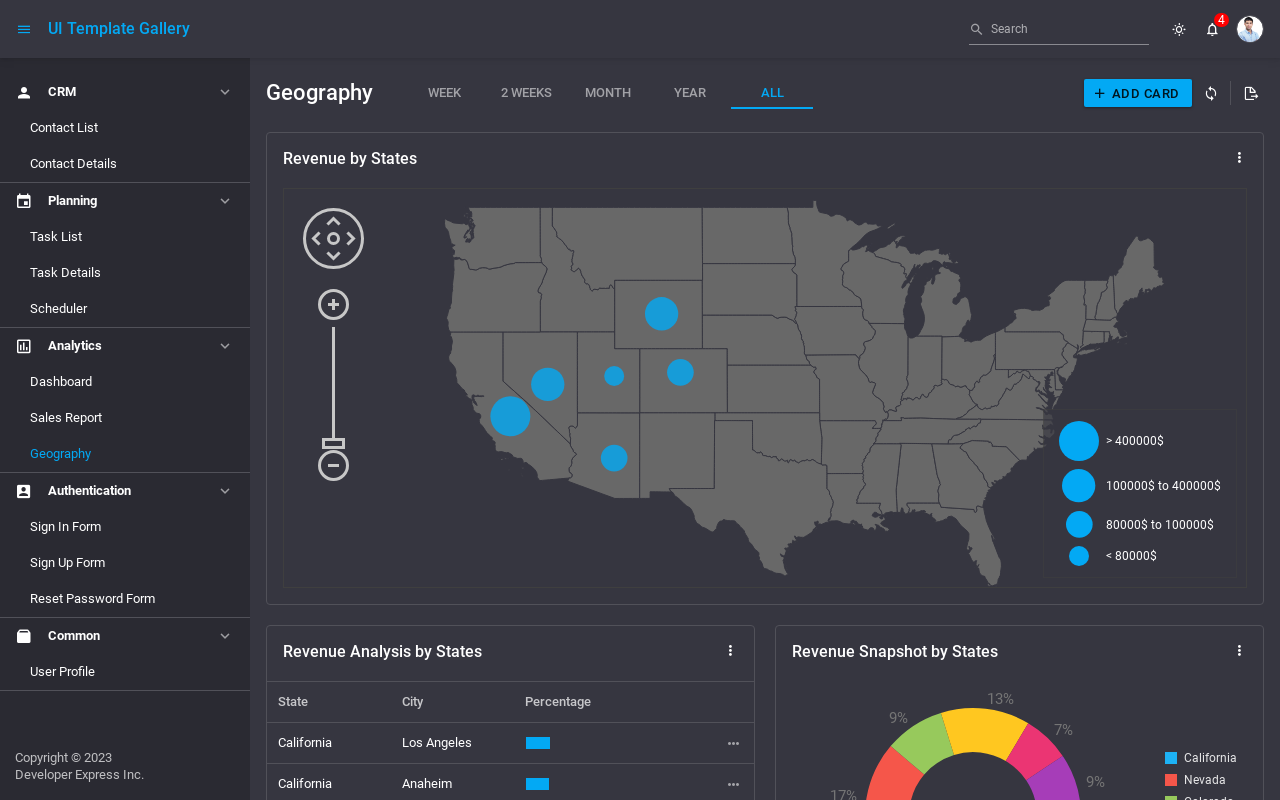 UI Template Gallery
Search
4
CRM
Contact List
Contact Details
Planning
Task List
Task Details
Scheduler
Analytics
Dashboard
Sales Report
Geography
Authentication
Sign In Form
Sign Up Form
Reset Password Form
Common
User Profile
Copyright © 2023
Developer Express Inc.
Geography
WEEK
2 WEEKS
MONTH
YEAR
ALL
ADD CARD
Revenue by States
> 400000$
100000$ to 400000$
80000$ to 100000$
< 80000$
Revenue Analysis by States
State City Percentage
California Los Angeles
California Anaheim
Revenue Snapshot by States
13%
9%
7%
9%
17%
California
Nevada
Colorado